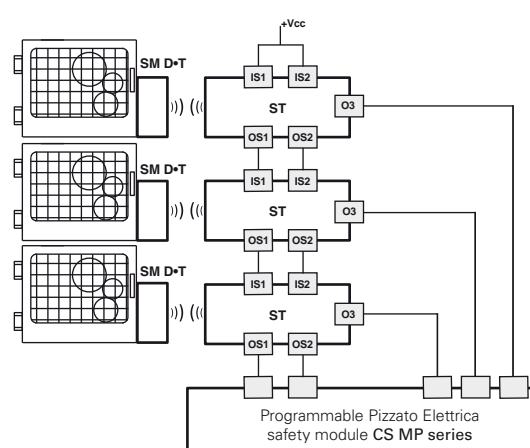 +Vcc
SM D•T
IS1 IS2
ST
O3
OS1 OS2
SM D•T
IS1 IS2
ST
O3
OS1 OS2
SM D•T
IS1 IS2
ST
O3
OS1 OS2
Programmable Pizzato Elettrica
safety module CS MP series